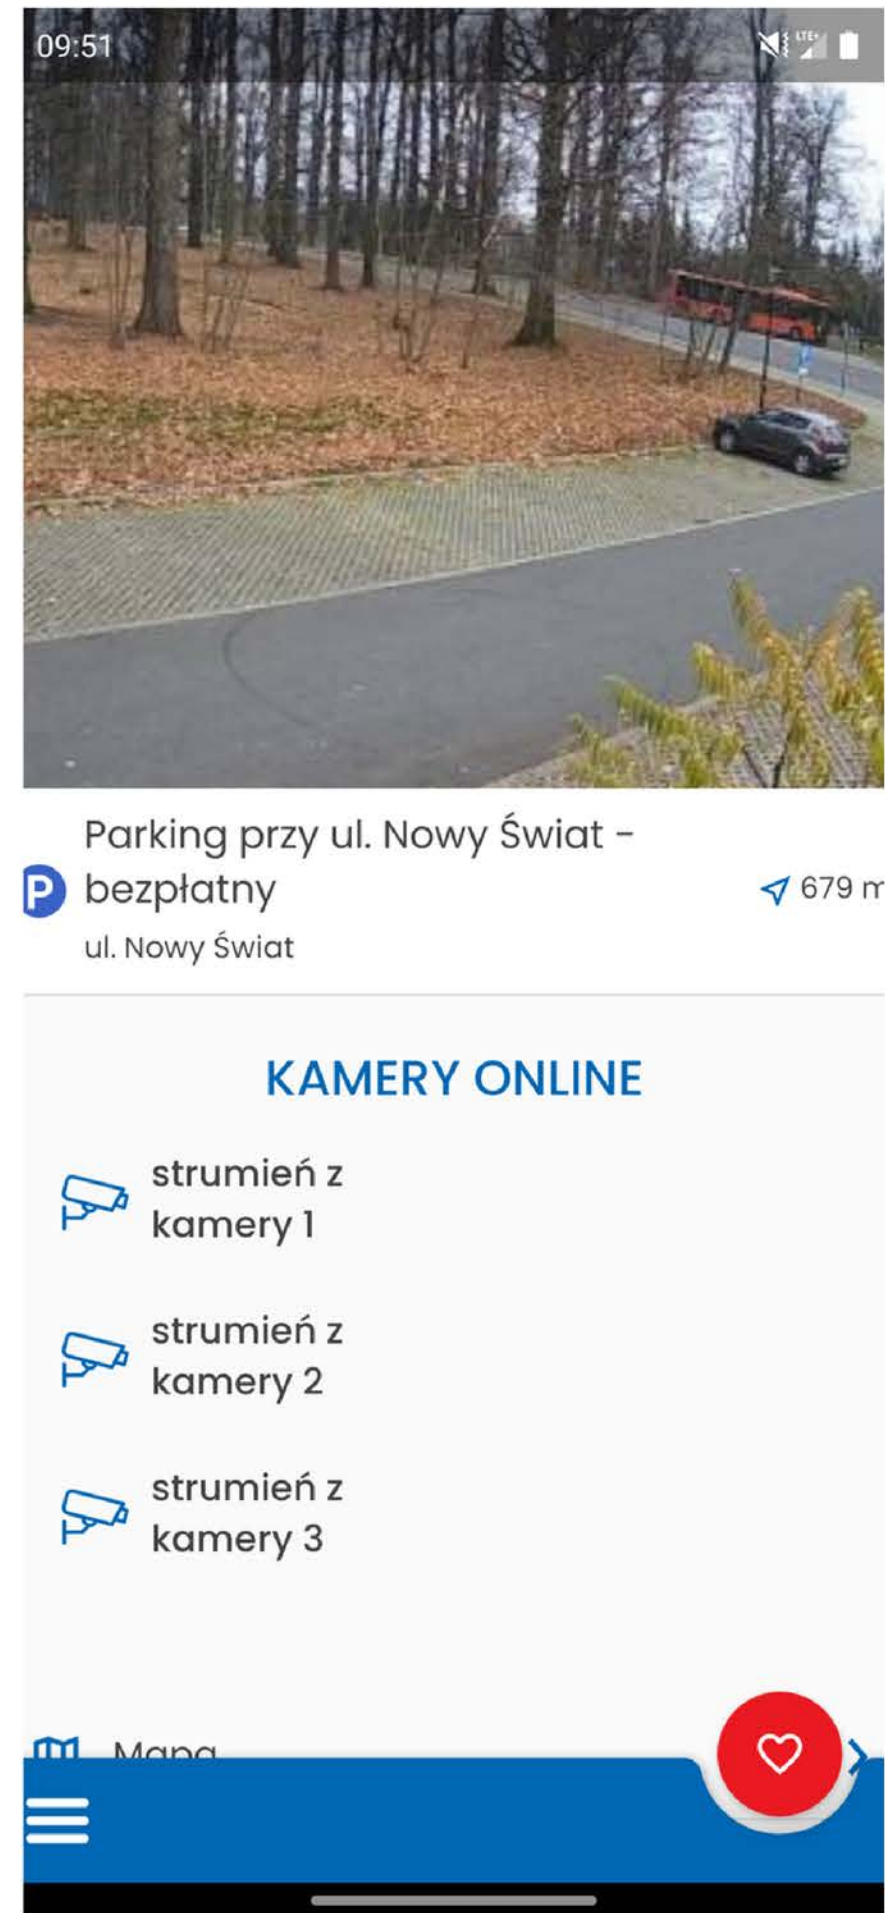 09:51
LTE+
Parking przy ul. Nowy Świat -
P
bezpłatny
679 m
ul. Nowy Świat
KAMERY ONLINE
strumień z
kamery 1
strumień z
kamery 2
strumień z
kamery 3
Mapa